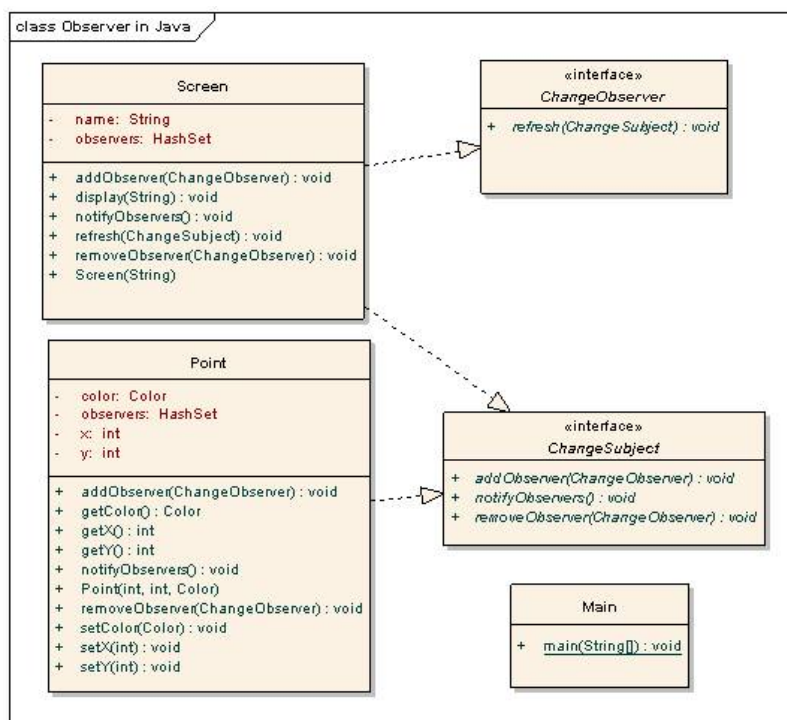 class Observer in Java
Screen
- name: String
- observers: HashSet
+ addObserver(ChangeObserver) : void
+ display(String) : void
+ notifyObservers() : void
+ refresh(ChangeSubject) : void
+ removeObserver(ChangeObserver) : void
+ Screen(String)
«interface»
ChangeObserver
+ refresh(ChangeSubject) : void
Point
- color: Color
- observers: HashSet
- x: int
- y: int
+ addObserver(ChangeObserver) : void
+ getColor() : Color
+ getX() : int
+ getY() : int
+ notifyObservers() : void
+ Point(int, int, Color)
+ removeObserver(ChangeObserver) : void
+ setColor(Color) : void
+ setX(int) : void
+ setY(int) : void
«interface»
ChangeSubject
+ addObserver(ChangeObserver) : void
+ notifyObservers() : void
+ removeObserver(ChangeObserver) : void
Main
+ main(String[]) : void